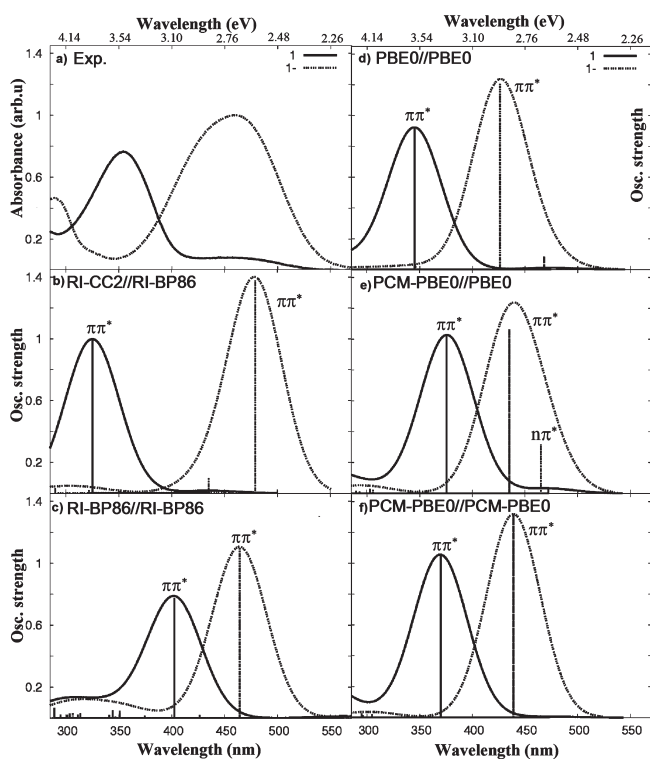 Wavelength (eV)
4.14 3.54 3.10 2.76 2.48 2.26
Wavelength (eV)
4.14 3.54 3.10 2.76 2.48 2.26
1.4
1
0.6
0.2
Absorbance (arb.u)
a) Exp.
1
1-
d) PBE0//PBE0
1
1-
ππ*
ππ*
Osc. strength
1.4
1
0.6
0.2
Osc. strength
b) RI-CC2//RI-BP86
ππ*
ππ*
e) PCM-PBE0//PBE0
ππ*
ππ*
nπ*
1.4
1
0.6
0.2
Osc. strength
c) RI-BP86//RI-BP86
ππ*
ππ*
f) PCM-PBE0//PCM-PBE0
ππ*
ππ*
300 350 400 450 500 550
Wavelength (nm)
300 350 400 450 500 550
Wavelength (nm)